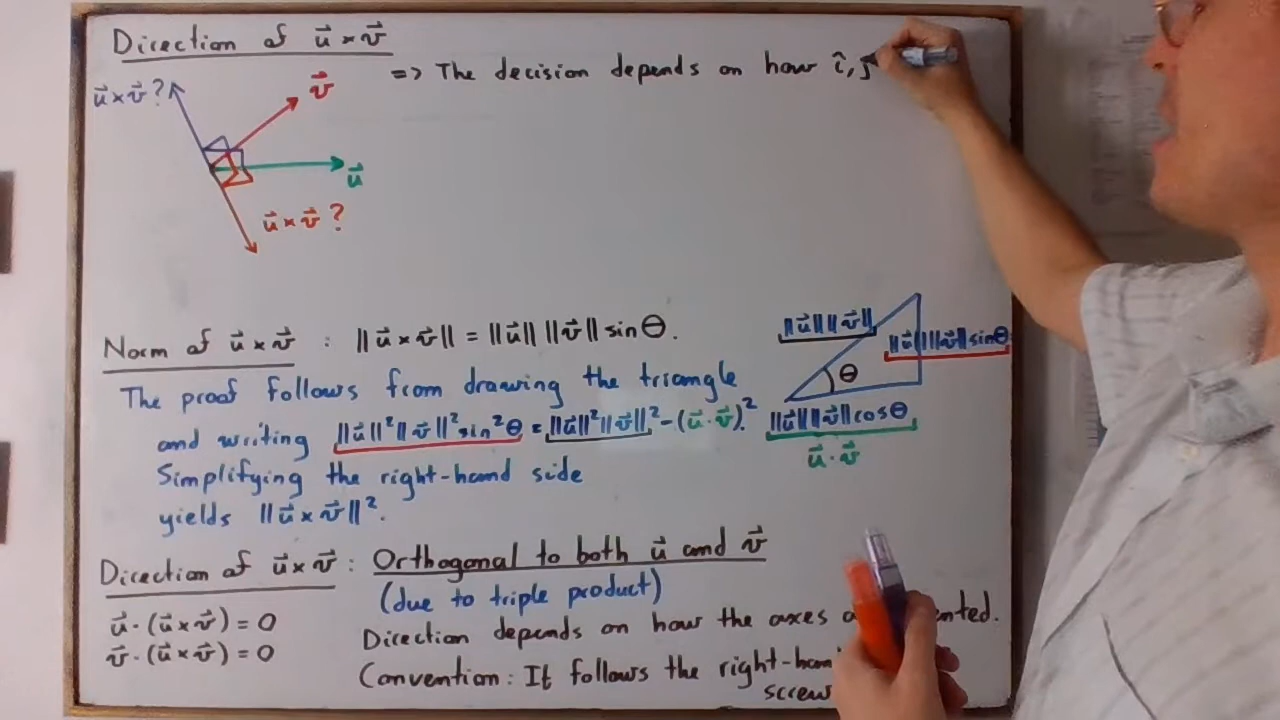 Direction of u⃗ × v⃗
=> The decision depends on how î, j
u⃗ × v⃗ ?
v⃗
u⃗
u⃗ × v⃗ ?
Norm of u⃗ × v⃗ : ||u⃗ × v⃗|| = ||u⃗|| ||v⃗|| sin θ.
The proof follows from drawing the triangle
and writing ||u⃗||² ||v⃗||² sin² θ = ||u⃗||² ||v⃗||² - (u⃗ · v⃗)².
Simplifying the right-hand side
yields ||u⃗ × v⃗||².
||u⃗|| ||v⃗||
||u⃗|| ||v⃗|| sin θ
θ
||u⃗|| ||v⃗|| cos θ
u⃗ · v⃗
Direction of u⃗ × v⃗ : Orthogonal to both u⃗ and v⃗
(due to triple product)
u⃗ · (u⃗ × v⃗) = 0
v⃗ · (u⃗ × v⃗) = 0
Direction depends on how the axes
Convention: It follows the right-han
screw